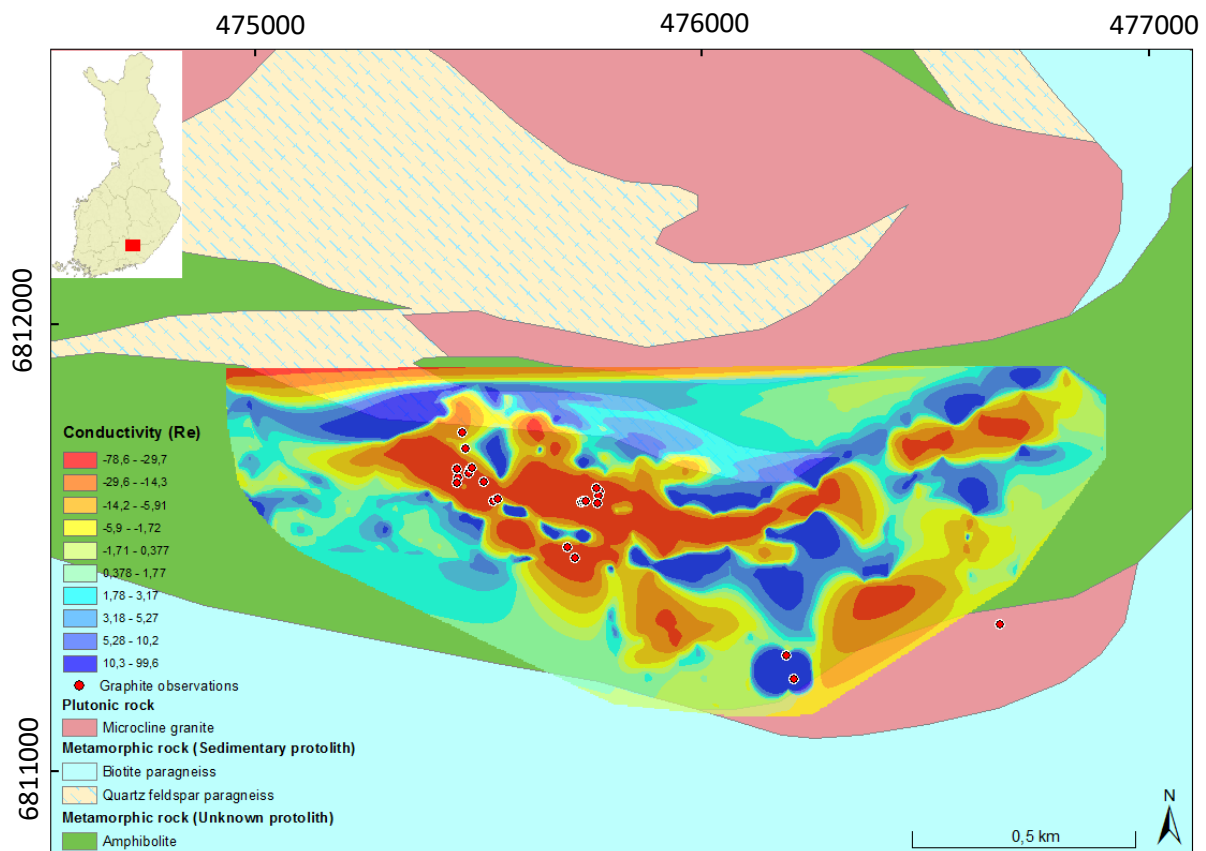 475000 476000 477000
6812000
6811000
Conductivity (Re)
-78,6 - -29,7
-29,6 - -14,3
-14,2 - -5,91
-5,9 - -1,72
-1,71 - 0,377
0,378 - 1,77
1,78 - 3,17
3,18 - 5,27
5,28 - 10,2
10,3 - 99,6
Graphite observations
Plutonic rock
Microcline granite
Metamorphic rock (Sedimentary protolith)
Biotite paragneiss
Quartz feldspar paragneiss
Metamorphic rock (Unknown protolith)
Amphibolite
N
0,5 km